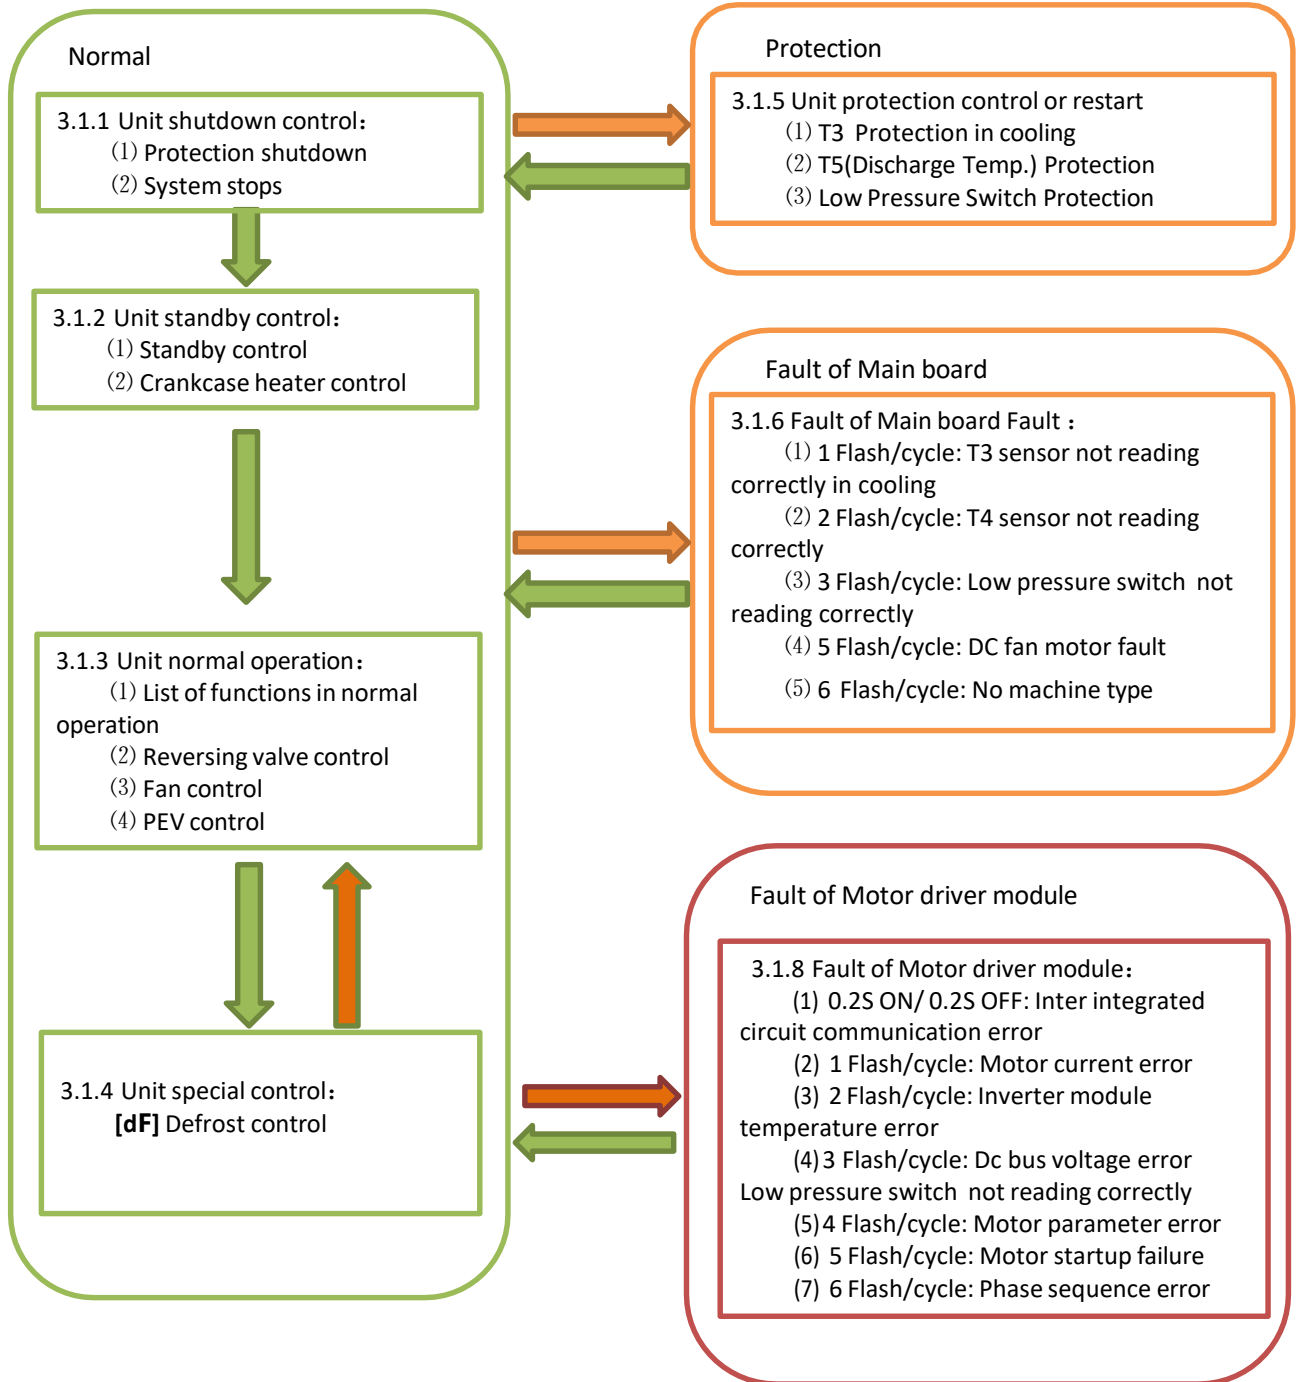 Normal
3.1.1 Unit shutdown control：
(1) Protection shutdown
(2) System stops
3.1.2 Unit standby control：
(1) Standby control
(2) Crankcase heater control
3.1.3 Unit normal operation：
(1) List of functions in normal
operation
(2) Reversing valve control
(3) Fan control
(4) PEV control
3.1.4 Unit special control：
[dF] Defrost control
Protection
3.1.5 Unit protection control or restart
(1) T3 Protection in cooling
(2) T5(Discharge Temp.) Protection
(3) Low Pressure Switch Protection
Fault of Main board
3.1.6 Fault of Main board Fault：
(1) 1 Flash/cycle: T3 sensor not reading
correctly in cooling
(2) 2 Flash/cycle: T4 sensor not reading
correctly
(3) 3 Flash/cycle: Low pressure switch not
reading correctly
(4) 5 Flash/cycle: DC fan motor fault
(5) 6 Flash/cycle: No machine type
Fault of Motor driver module
3.1.8 Fault of Motor driver module：
(1) 0.2S ON/ 0.2S OFF: Inter integrated
circuit communication error
(2) 1 Flash/cycle: Motor current error
(3) 2 Flash/cycle: Inverter module
temperature error
(4)3 Flash/cycle: Dc bus voltage error
Low pressure switch not reading correctly
(5)4 Flash/cycle: Motor parameter error
(6) 5 Flash/cycle: Motor startup failure
(7) 6 Flash/cycle: Phase sequence error